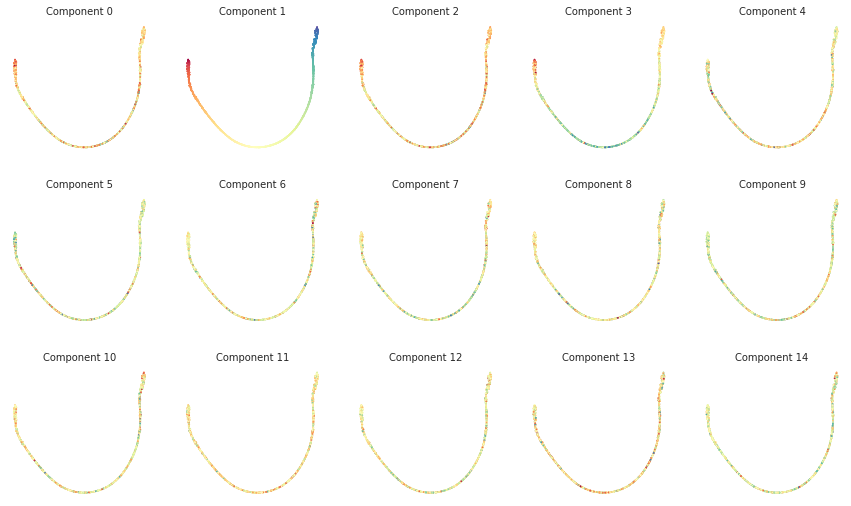 Component 0
Component 1
Component 2
Component 3
Component 4
Component 5
Component 6
Component 7
Component 8
Component 9
Component 10
Component 11
Component 12
Component 13
Component 14